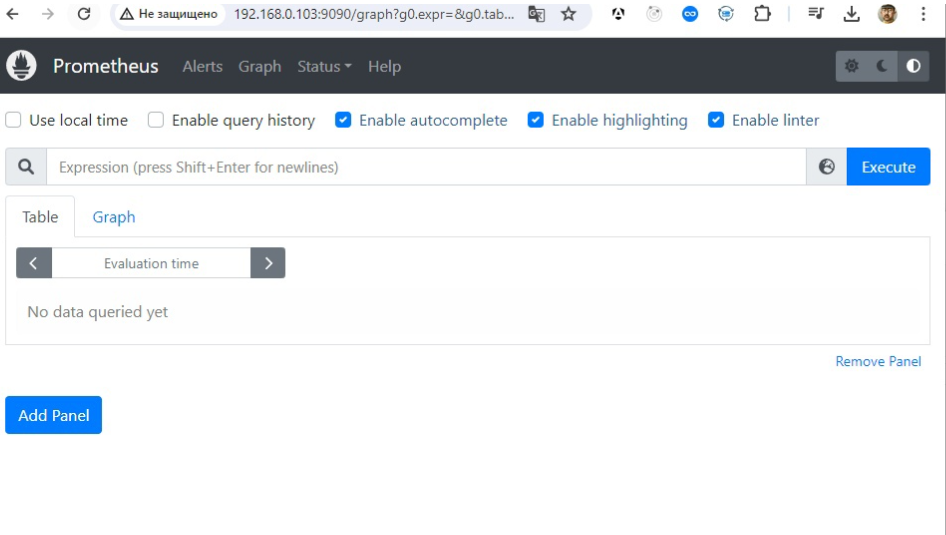 Не защищено 192.168.0.103:9090/graph?g0.expr=&g0.tab...
Prometheus Alerts Graph Status Help
Use local time Enable query history Enable autocomplete Enable highlighting Enable linter
Expression (press Shift+Enter for newlines) Execute
Table Graph
Evaluation time
No data queried yet
Remove Panel
Add Panel